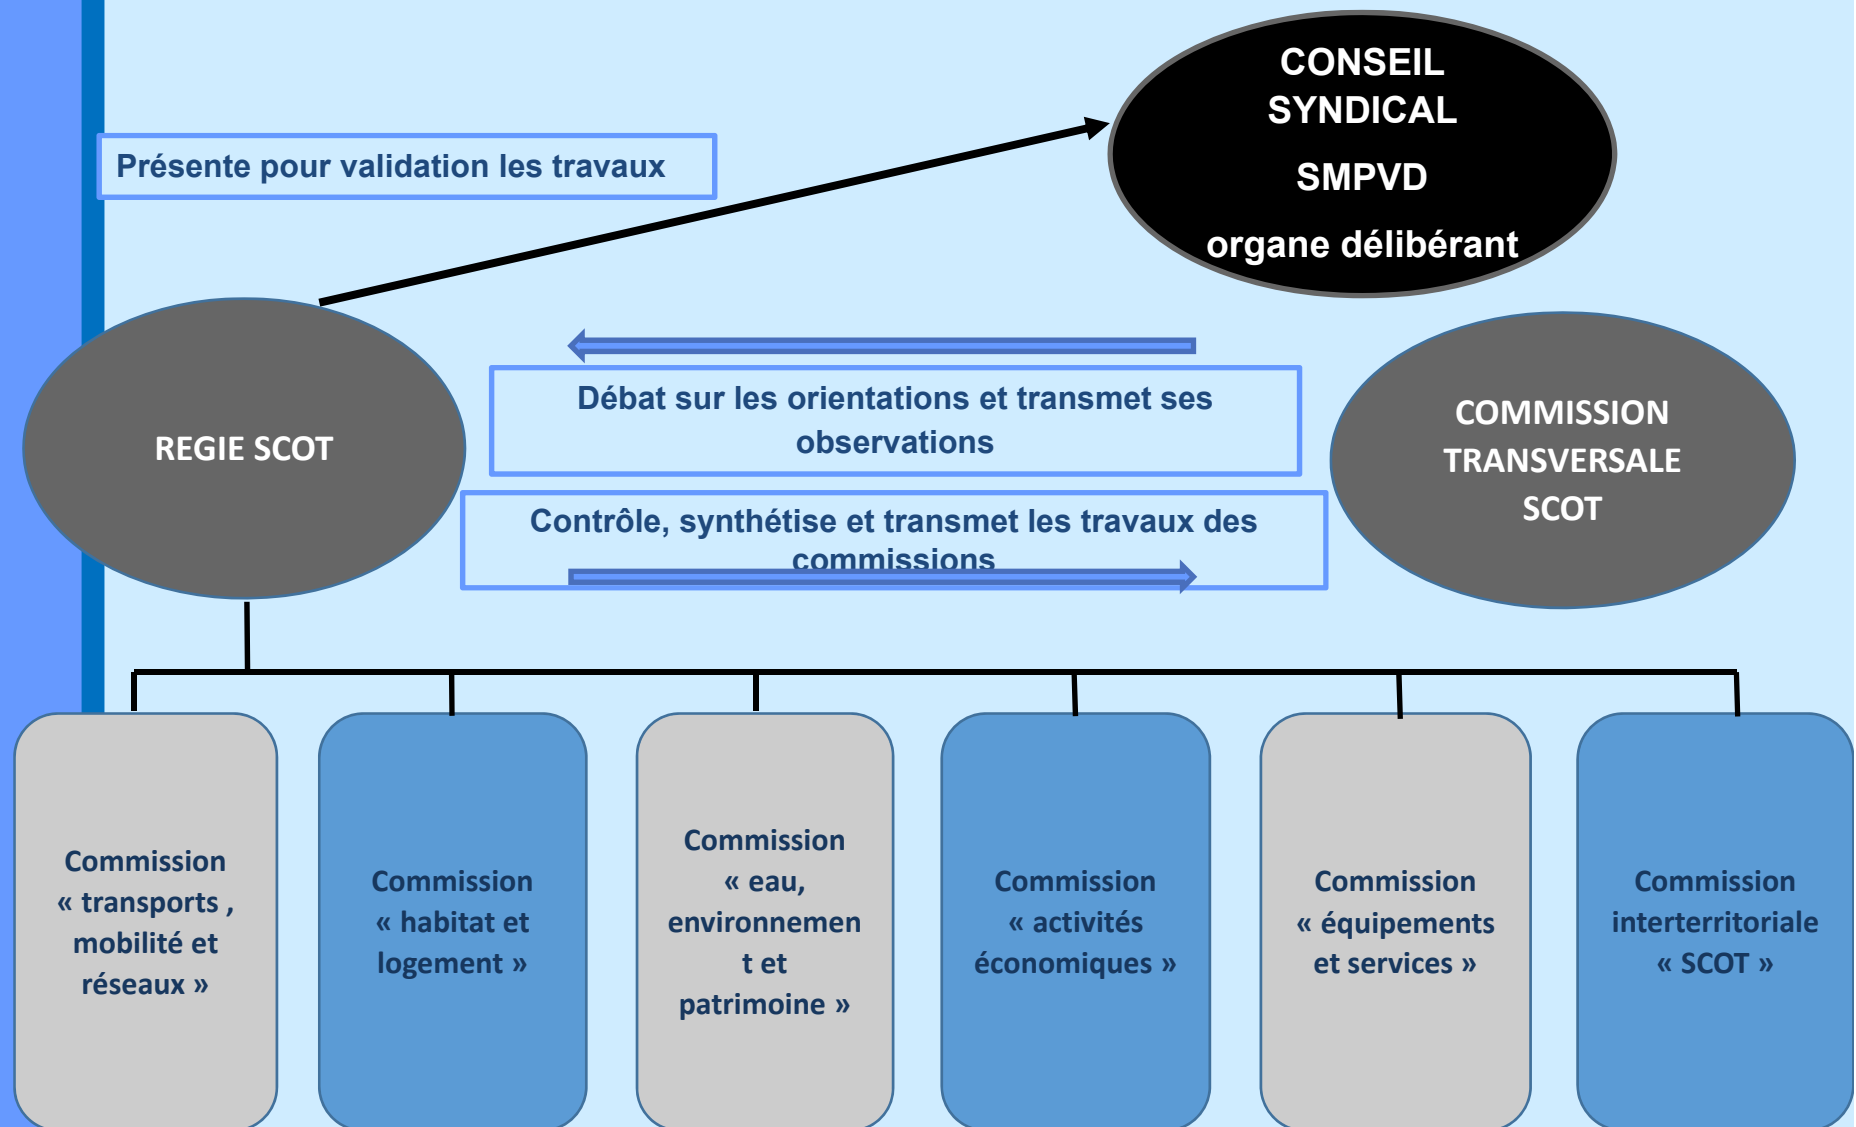 CONSEIL
SYNDICAL
SMPVD
organe délibérant
Présente pour validation les travaux
REGIE SCOT
Débat sur les orientations et transmet ses
observations
Contrôle, synthétise et transmet les travaux des
commissions
COMMISSION
TRANSVERSALE
SCOT
Commission
« transports ,
mobilité et
réseaux »
Commission
« habitat et
logement »
Commission
« eau,
environnemen
t et
patrimoine »
Commission
« activités
économiques »
Commission
« équipements
et services »
Commission
interterritoriale
« SCOT »